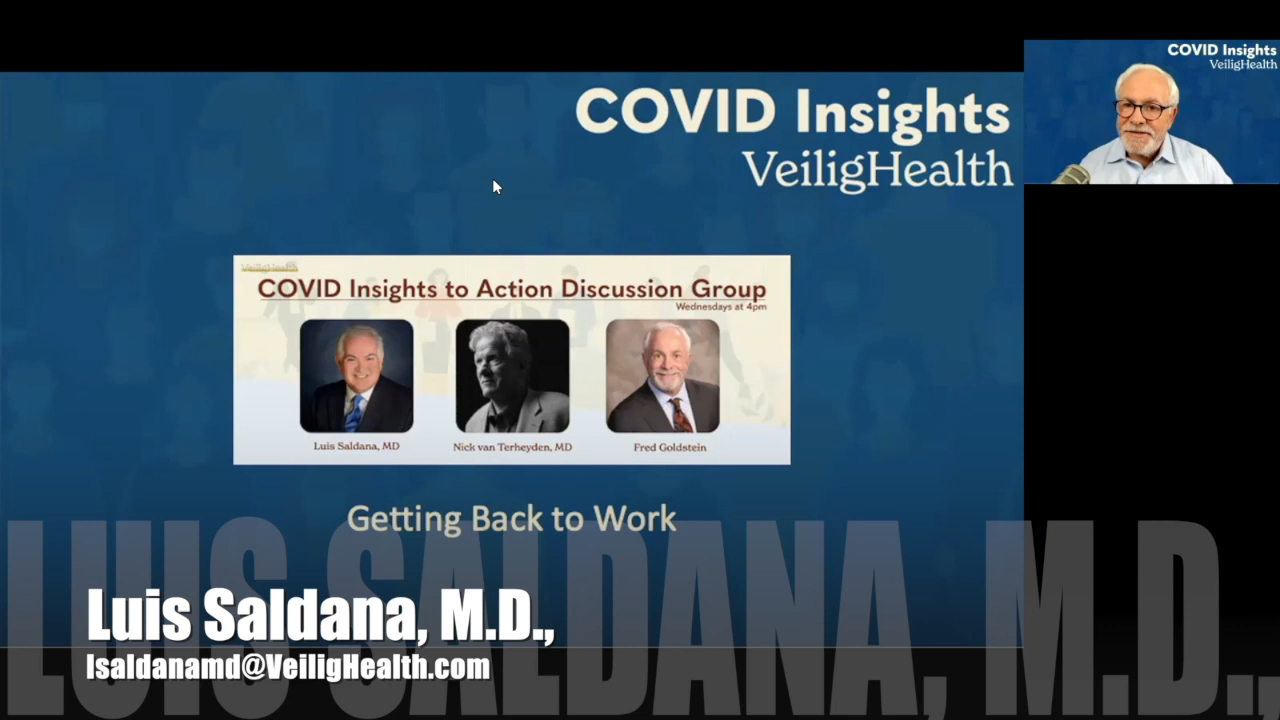 COVID Insights
VeiligHealth
COVID Insights
VeiligHealth
VeiligHealth
COVID Insights to Action Discussion Group
Wednesdays at 4pm
Luis Saldana, MD
Nick van Terheyden, MD
Fred Goldstein
Getting Back to Work
LUIS SALDANA, M.D.,
Luis Saldana, M.D.,
lsaldanamd@VeiligHealth.com